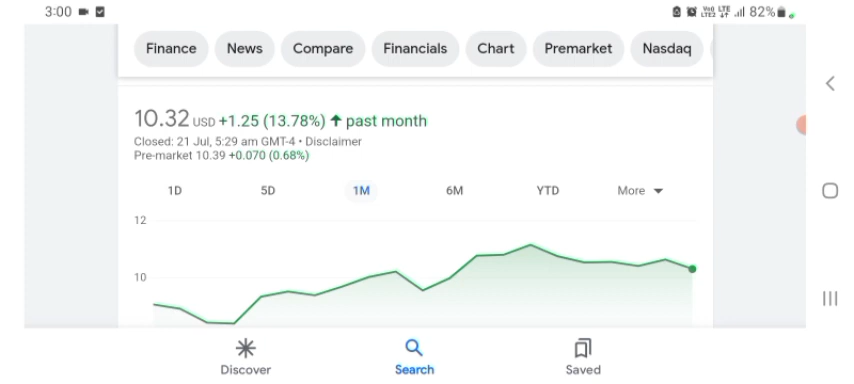 3:00
82%
Finance News Compare Financials Chart Premarket Nasdaq
10.32 USD +1.25 (13.78%) ↑ past month
Closed: 21 Jul, 5:29 am GMT-4 • Disclaimer
Pre-market 10.39 +0.070 (0.68%)
1D 5D 1M 6M YTD More
12
10
Discover Search Saved